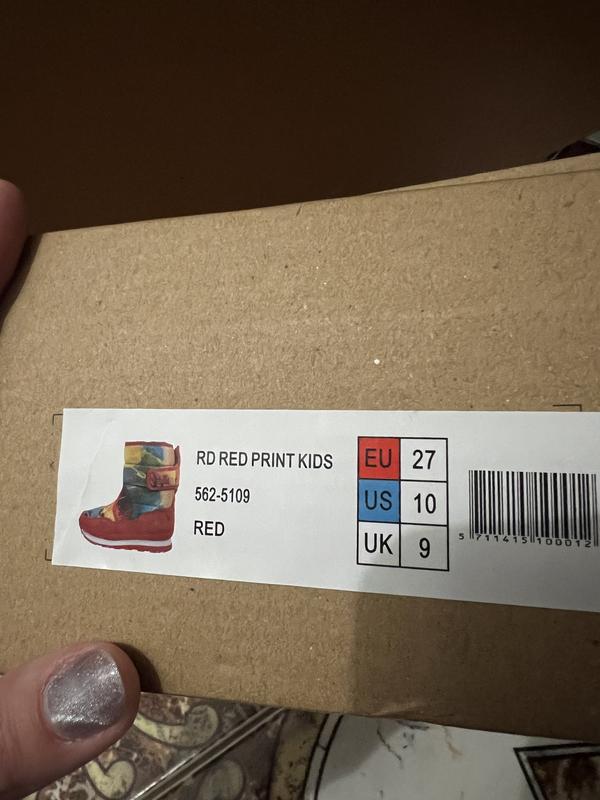 RD RED PRINT KIDS
562-5109
RED
EU 27
US 10
UK 9
5 711415 100012